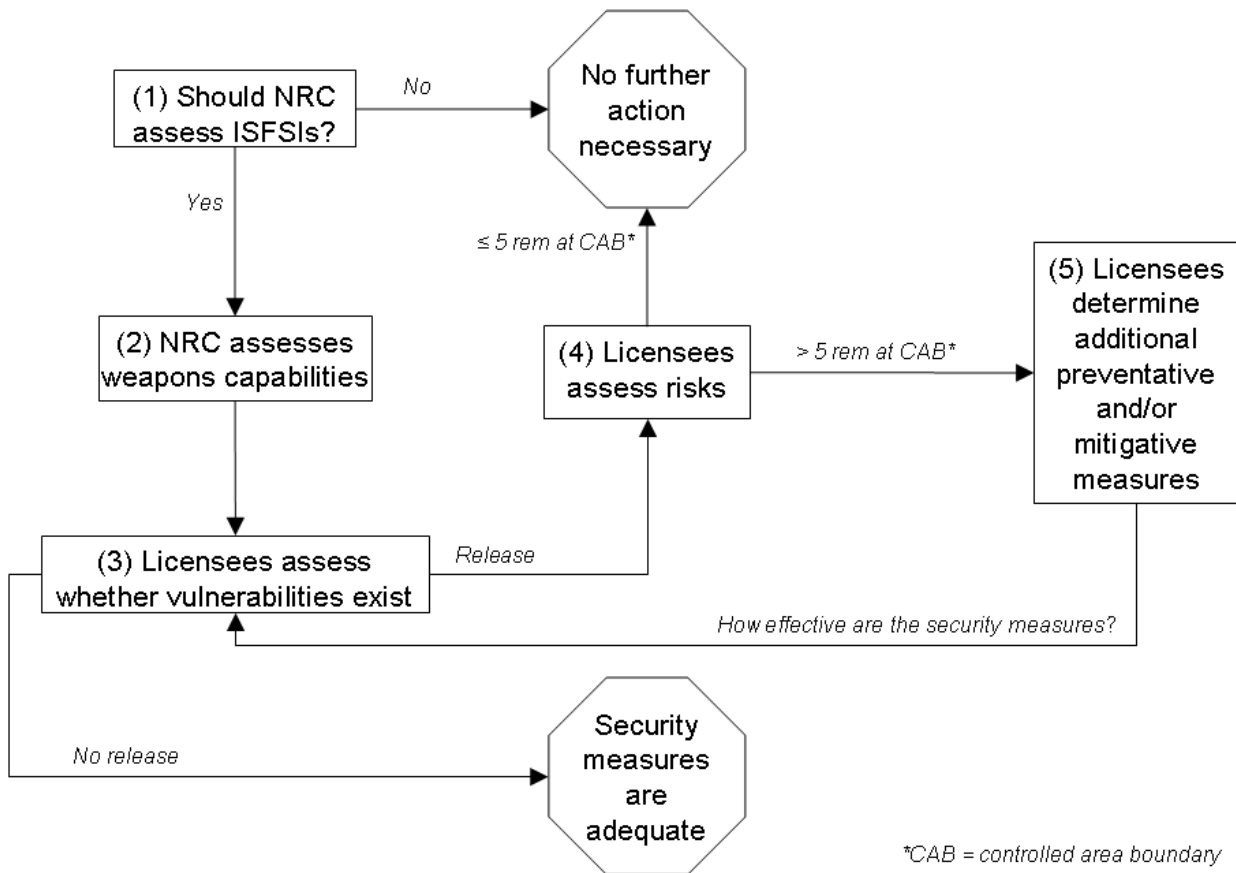 (1) Should NRC
assess ISFSIs?
No
No further
action
necessary
Yes
≤ 5 rem at CAB*
(2) NRC assesses
weapons capabilities
(4) Licensees
assess risks
> 5 rem at CAB*
(5) Licensees
determine
additional
preventative
and/or
mitigative
measures
(3) Licensees assess
whether vulnerabilities exist
Release
How effective are the security measures?
No release
Security
measures
are
adequate
*CAB = controlled area boundary